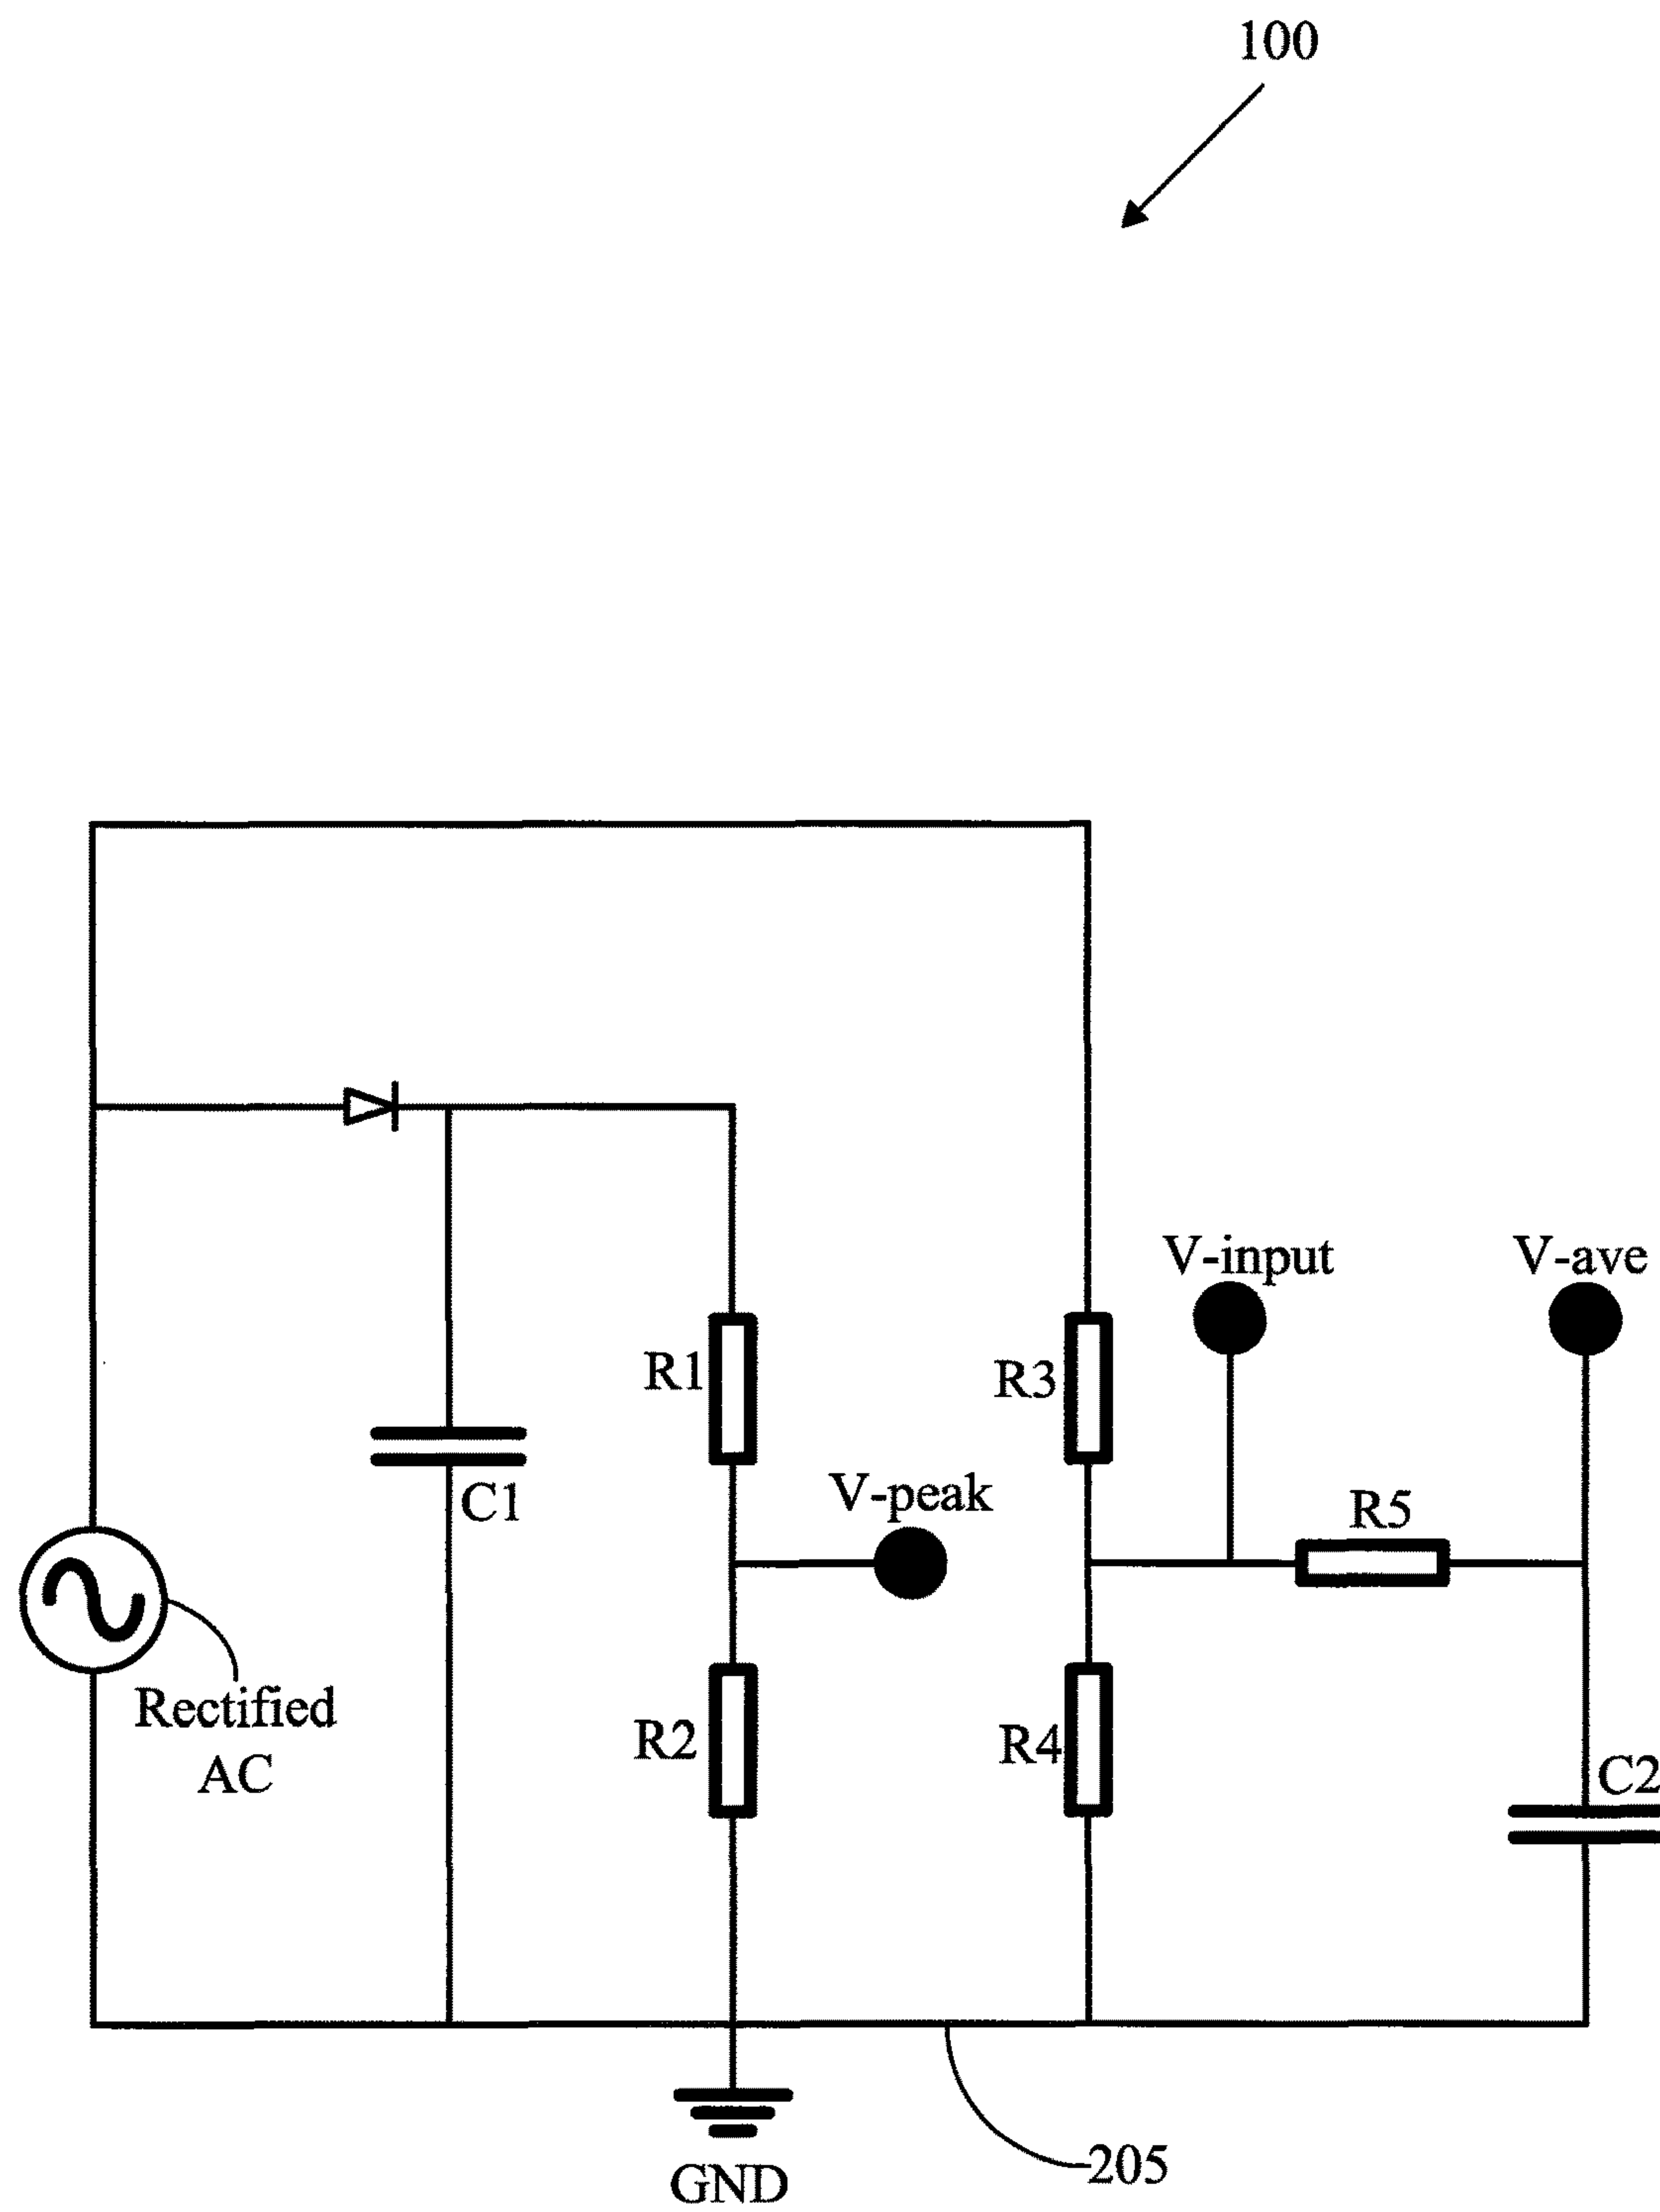 100
V-input
V-ave
R1
R3
V-peak
C1
R5
Rectified
AC
R2
R4
C2
GND
205